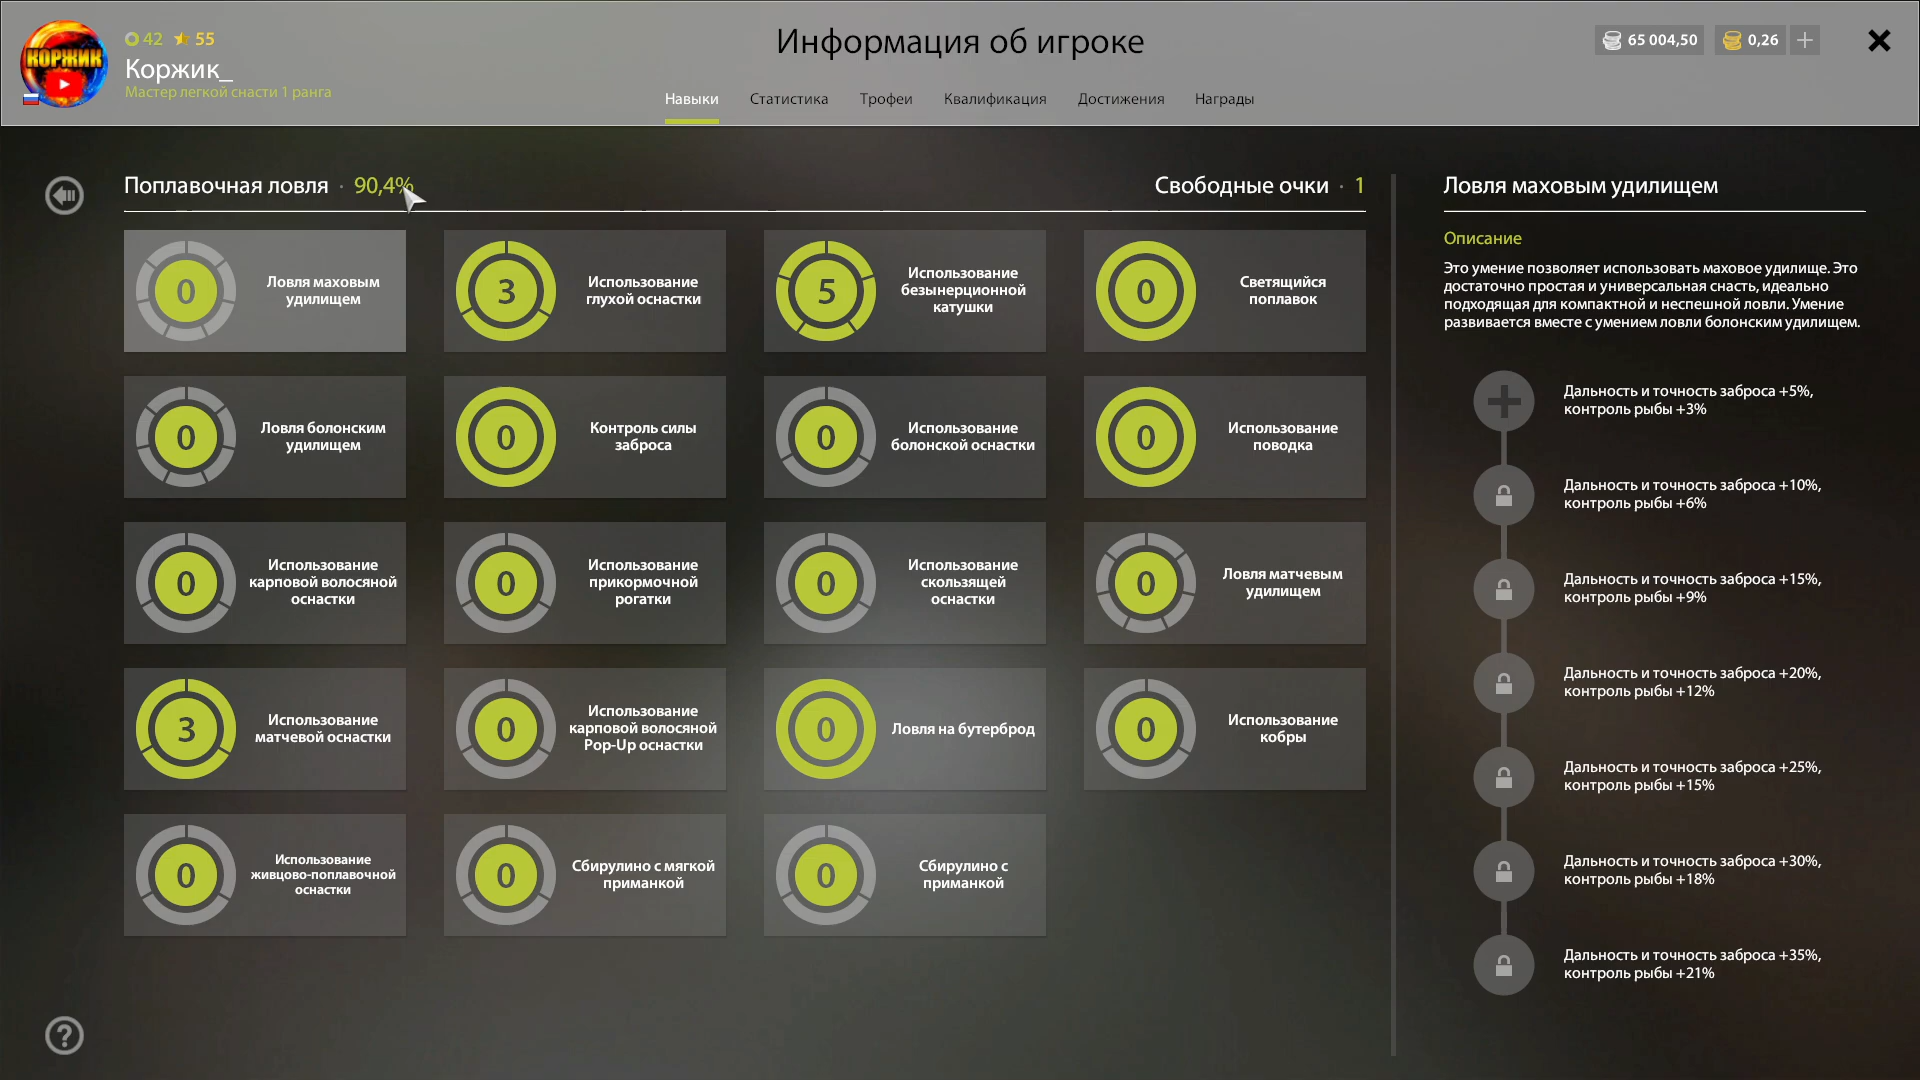 КОРЖИК
42 55
Коржик_
Мастер легкой снасти 1 ранга
Информация об игроке
65 004,50
0,26
Навыки
Статистика
Трофеи
Квалификация
Достижения
Награды
Поплавочная ловля · 90,4%
Свободные очки · 1
0
Ловля маховым
удилищем
3
Использование
глухой оснастки
5
Использование
безынерционной
катушки
0
Светящийся
поплавок
0
Ловля болонским
удилищем
0
Контроль силы
заброса
0
Использование
болонской оснастки
0
Использование
поводка
0
Использование
карповой волосяной
оснастки
0
Использование
прикормочной
рогатки
0
Использование
скользящей
оснастки
0
Ловля матчевым
удилищем
3
Использование
матчевой оснастки
0
Использование
карповой волосяной
Pop-Up оснастки
0
Ловля на бутерброд
0
Использование
кобры
0
Использование
живцово-поплавочной
оснастки
0
Сбирулино с мягкой
приманкой
0
Сбирулино с
приманкой
Ловля маховым удилищем
Описание
Это умение позволяет использовать маховое удилище. Это
достаточно простая и универсальная снасть, идеально
подходящая для компактной и неспешной ловли. Умение
развивается вместе с умением ловли болонским удилищем.
Дальность и точность заброса +5%,
контроль рыбы +3%
Дальность и точность заброса +10%,
контроль рыбы +6%
Дальность и точность заброса +15%,
контроль рыбы +9%
Дальность и точность заброса +20%,
контроль рыбы +12%
Дальность и точность заброса +25%,
контроль рыбы +15%
Дальность и точность заброса +30%,
контроль рыбы +18%
Дальность и точность заброса +35%,
контроль рыбы +21%
?